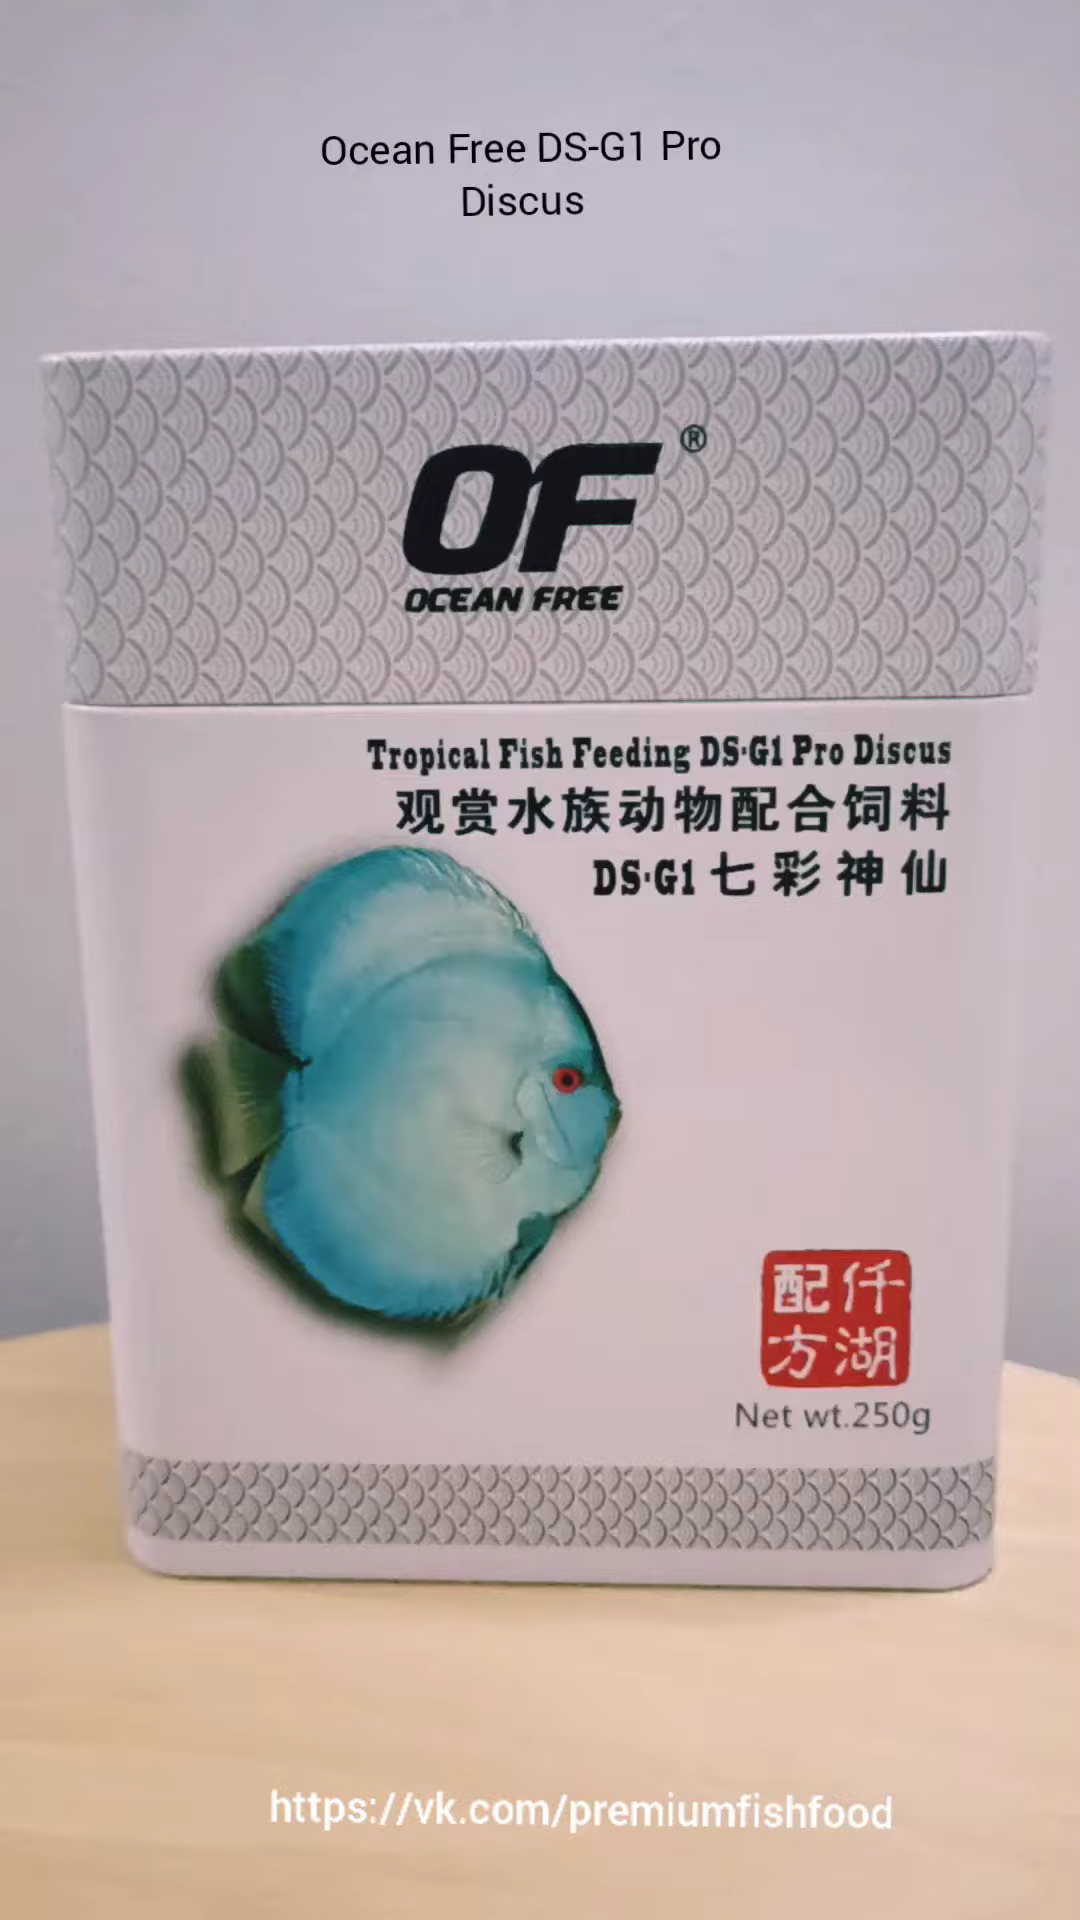 Ocean Free DS-G1 Pro
Discus
OF®
OCEAN FREE
Tropical Fish Feeding DS·G1 Pro Discus
观赏水族动物配合饲料
DS·G1七彩神仙
配仟
方湖
Net wt.250g
https://vk.com/premiumfishfood